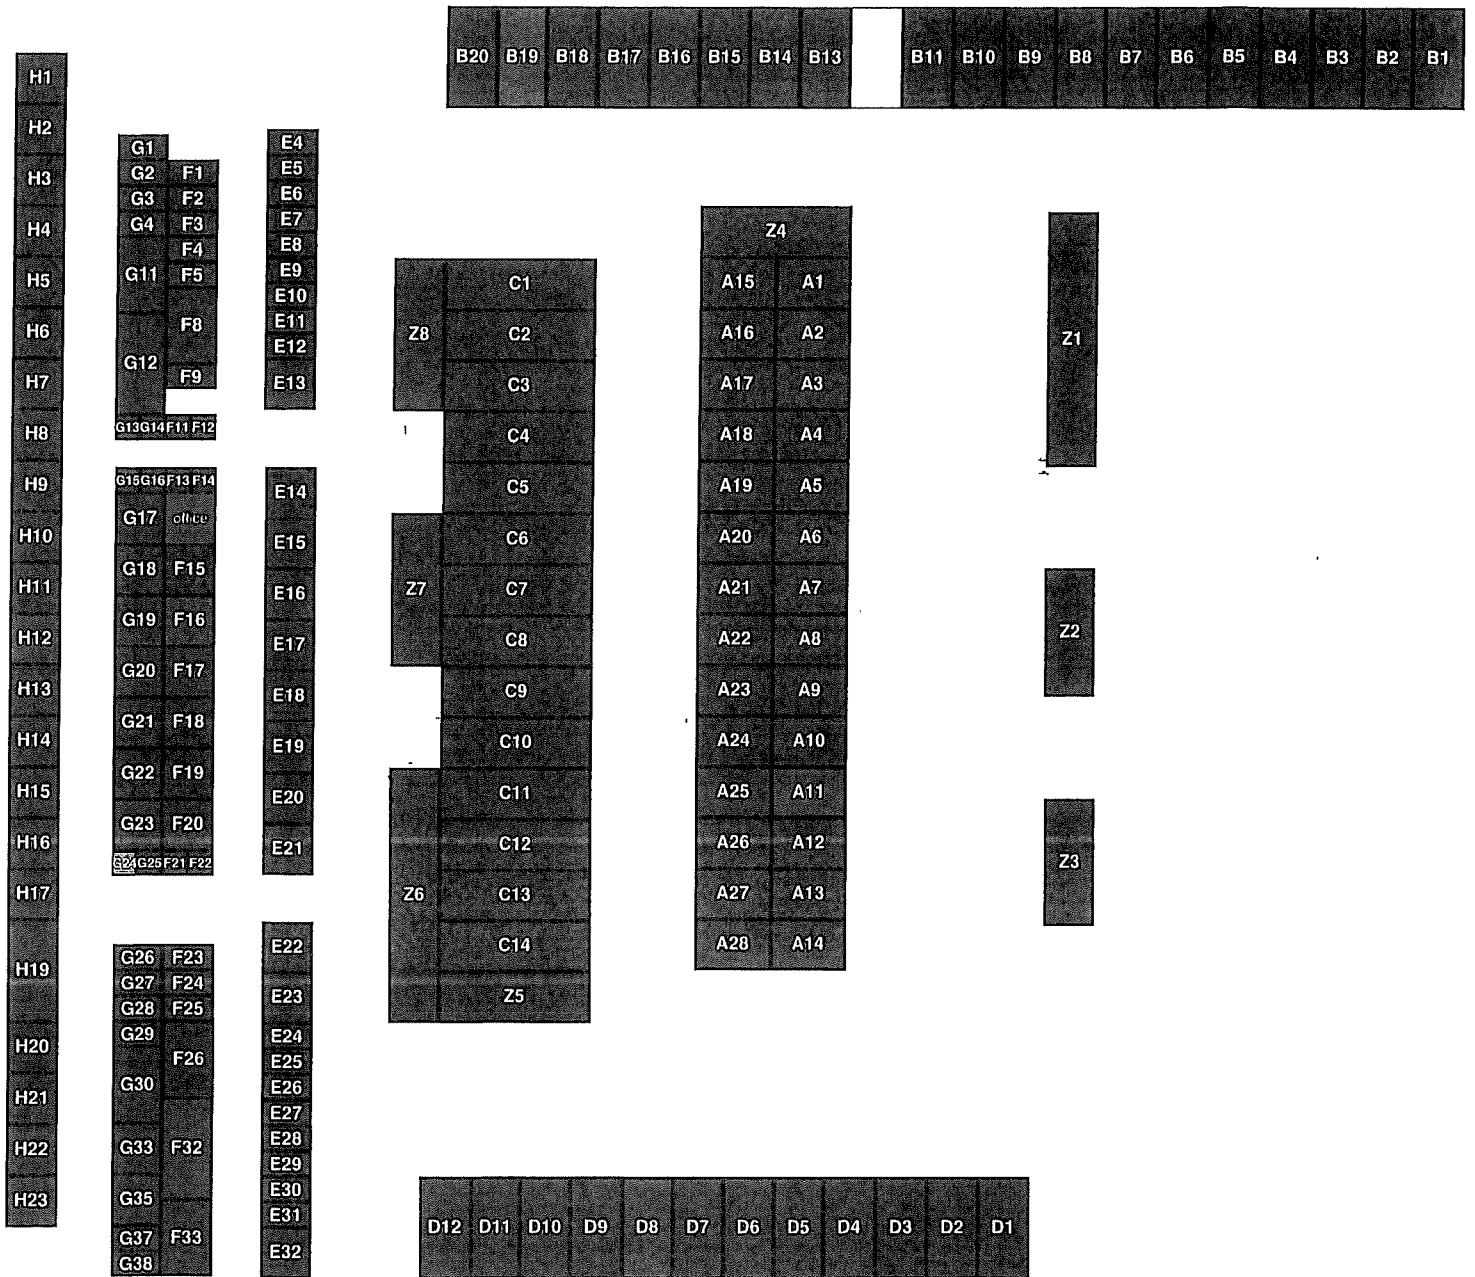 B20 B19 B18 B17 B16 B15 B14 B13 B11 B10 B9 B8 B7 B6 B5 B4 B3 B2 B1
H1
H2
H3
H4
H5
H6
H7
H8
H9
H10
H11
H12
H13
H14
H15
H16
H17
H19
H20
H21
H22
H23
G1
G2 F1
G3 F2
G4 F3
F4
G11 F5
F8
G12
F9
G13 G14 F11 F12
G15 G16 F13 F14
G17 office
G18 F15
G19 F16
G20 F17
G21 F18
G22 F19
G23 F20
G24 G25 F21 F22
G26 F23
G27 F24
G28 F25
G29
F26
G30
G33 F32
G35
G37 F33
G38
E4
E5
E6
E7
E8
E9
E10
E11
E12
E13
E14
E15
E16
E17
E18
E19
E20
E21
E22
E23
E24
E25
E26
E27
E28
E29
E30
E31
E32
Z8
Z7
Z6
C1
C2
C3
C4
C5
C6
C7
C8
C9
C10
C11
C12
C13
C14
Z5
Z4
A15 A1
A16 A2
A17 A3
A18 A4
A19 A5
A20 A6
A21 A7
A22 A8
A23 A9
A24 A10
A25 A11
A26 A12
A27 A13
A28 A14
Z1
Z2
Z3
D12 D11 D10 D9 D8 D7 D6 D5 D4 D3 D2 D1